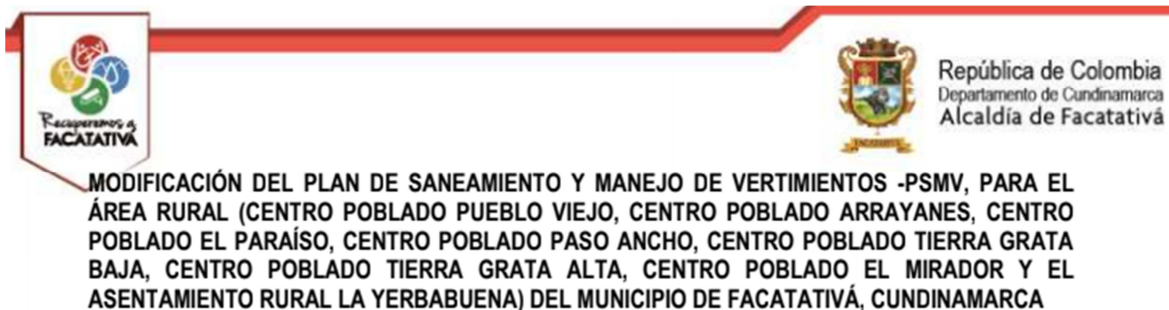 Recuperemos a
FACATATIVÁ
República de Colombia
Departamento de Cundinamarca
Alcaldía de Facatativá
MODIFICACIÓN DEL PLAN DE SANEAMIENTO Y MANEJO DE VERTIMIENTOS -PSMV, PARA EL
ÁREA RURAL (CENTRO POBLADO PUEBLO VIEJO, CENTRO POBLADO ARRAYANES, CENTRO
POBLADO EL PARAÍSO, CENTRO POBLADO PASO ANCHO, CENTRO POBLADO TIERRA GRATA
BAJA, CENTRO POBLADO TIERRA GRATA ALTA, CENTRO POBLADO EL MIRADOR Y EL
ASENTAMIENTO RURAL LA YERBABUENA) DEL MUNICIPIO DE FACATATIVÁ, CUNDINAMARCA